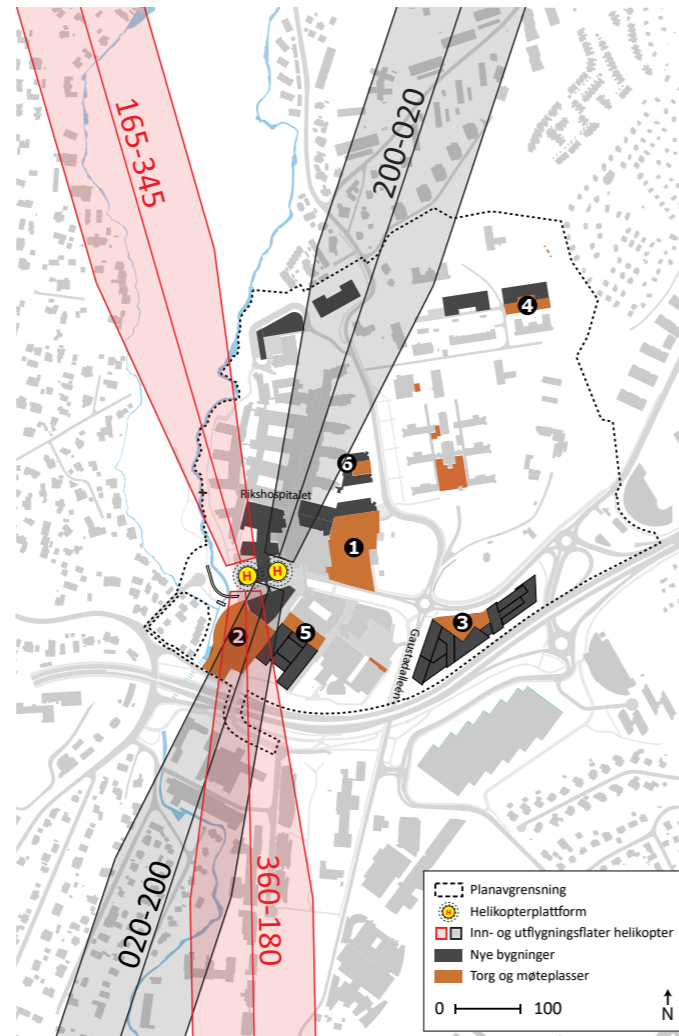 165-345
200-020
4
6
Rikshospitalet
1
H
H
2
5
3
Gaustadalleén
020-200
360-180
Planavgrensning
H
Helikopterplattform
Inn- og utflygningsflater helikopter
Nye bygninger
Torg og møteplasser
0
100
N